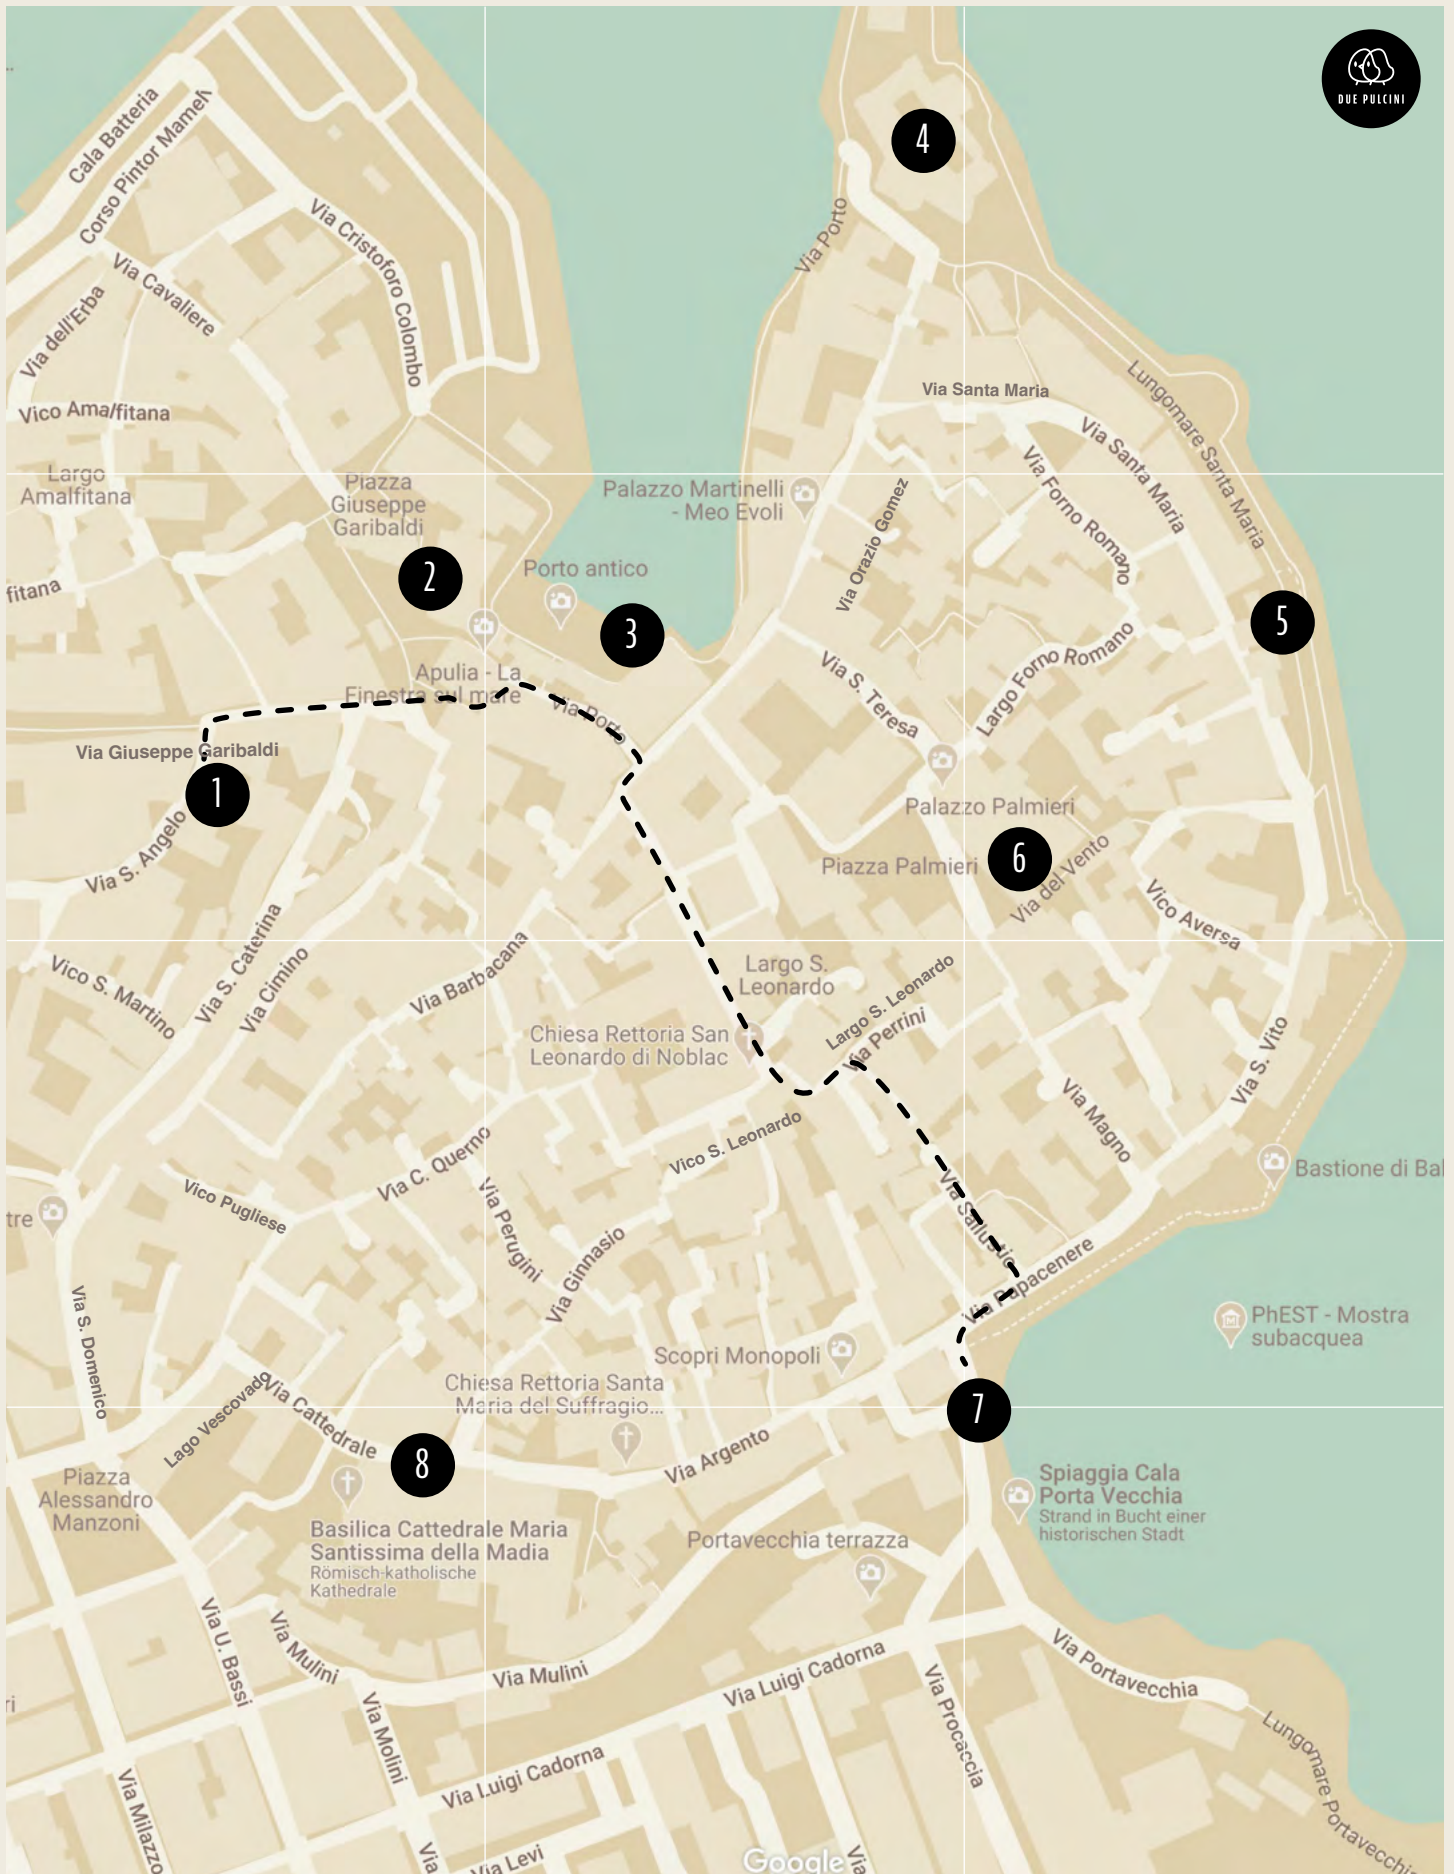 DUE PULCINI
Cala Batteria
Corso Pintor Mameli
4
Via Cristoforo Colombo
Via Porto
Via Cavaliere
Via dell'Erba
Vico Amalfitana
Largo
Amalfitana
Via Santa Maria
Lungomare Santa Maria
Via Santa Maria
Via Forno Romano
Piazza
Giuseppe
Garibaldi
Palazzo Martinelli
- Meo Evoli
Via Orazio Gomez
2
Porto antico
fitana
3
5
Apulia - La
Finestra sul mare
Via Porto
Via S. Teresa
Largo Forno Romano
Via Giuseppe Garibaldi
1
Via S. Angelo
Palazzo Palmieri
Piazza Palmieri
6
Via del Vento
Vico Aversa
Via S. Caterina
Via Cimino
Via Barbacana
Vico S. Martino
Largo S.
Leonardo
Largo S. Leonardo
Via Perrini
Chiesa Rettoria San
Leonardo di Noblac
Via S. Vito
Via Magno
Vico S. Leonardo
Via C. Querno
Vico Pugliese
tre
Via Perugini
Via Ginnasio
Via Sallustio
Bastione di Bal
Via Papacenere
PhEST - Mostra
subacquea
Via S. Domenico
Scopri Monopoli
Chiesa Rettoria Santa
Maria del Suffragio...
7
Lago Vescovado
Via Cattedrale
8
Via Argento
Piazza
Alessandro
Manzoni
Spiaggia Cala
Porta Vecchia
Strand in Bucht einer
historischen Stadt
Basilica Cattedrale Maria
Santissima della Madia
Römisch-katholische
Kathedrale
Portavecchia terrazza
Via U. Bassi
Via Mulini
Via Mulini
Via Luigi Cadorna
Via Portavecchia
Via Procaccia
ri
Via Molini
Via Luigi Cadorna
Via Milazzo
Lungomare Portavecchia
Via
Via Levi
Google
Via